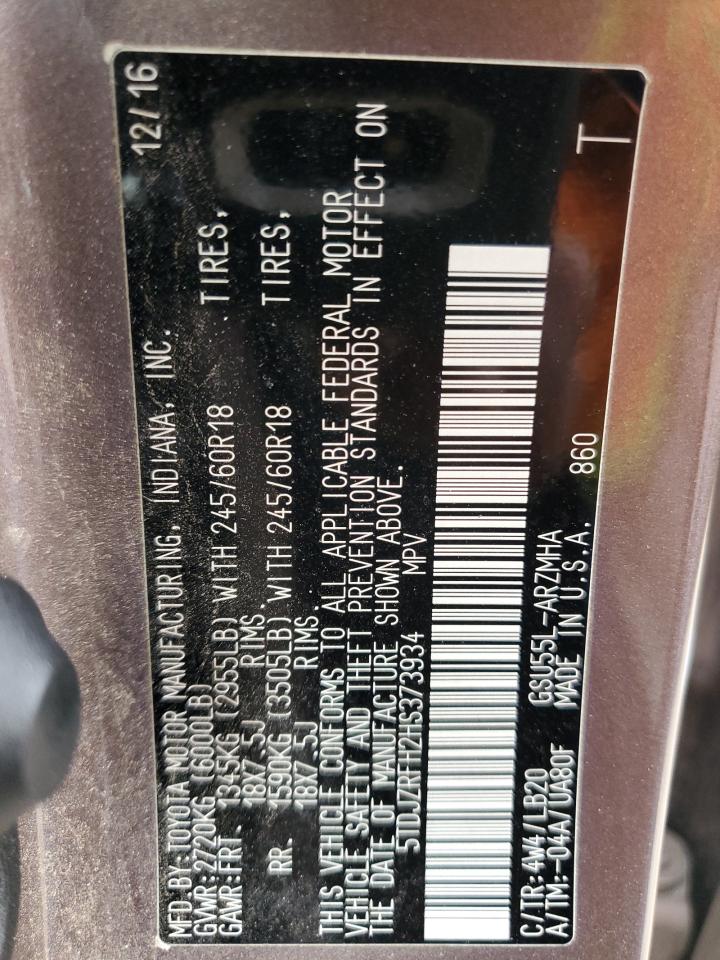 MFD.BY:TOYOTA MOTOR MANUFACTURING, INDIANA, INC. 12/16
GVWR:2720KG (6000LB)
GAWR:FRT. 1345KG (2955LB) WITH 245/60R18 TIRES,
18X7.5J RIMS.
RR. 1590KG (3505LB) WITH 245/60R18 TIRES,
18X7.5J RIMS.
THIS VEHICLE CONFORMS TO ALL APPLICABLE FEDERAL MOTOR
VEHICLE SAFETY AND THEFT PREVENTION STANDARDS IN EFFECT ON
THE DATE OF MANUFACTURE SHOWN ABOVE.
5TDJZRFH2HS373934 MPV
C/TR:4W4/LB20 GSU55L-ARZMHA
A/TM:-04A/UA80F MADE IN U.S.A. 860 T